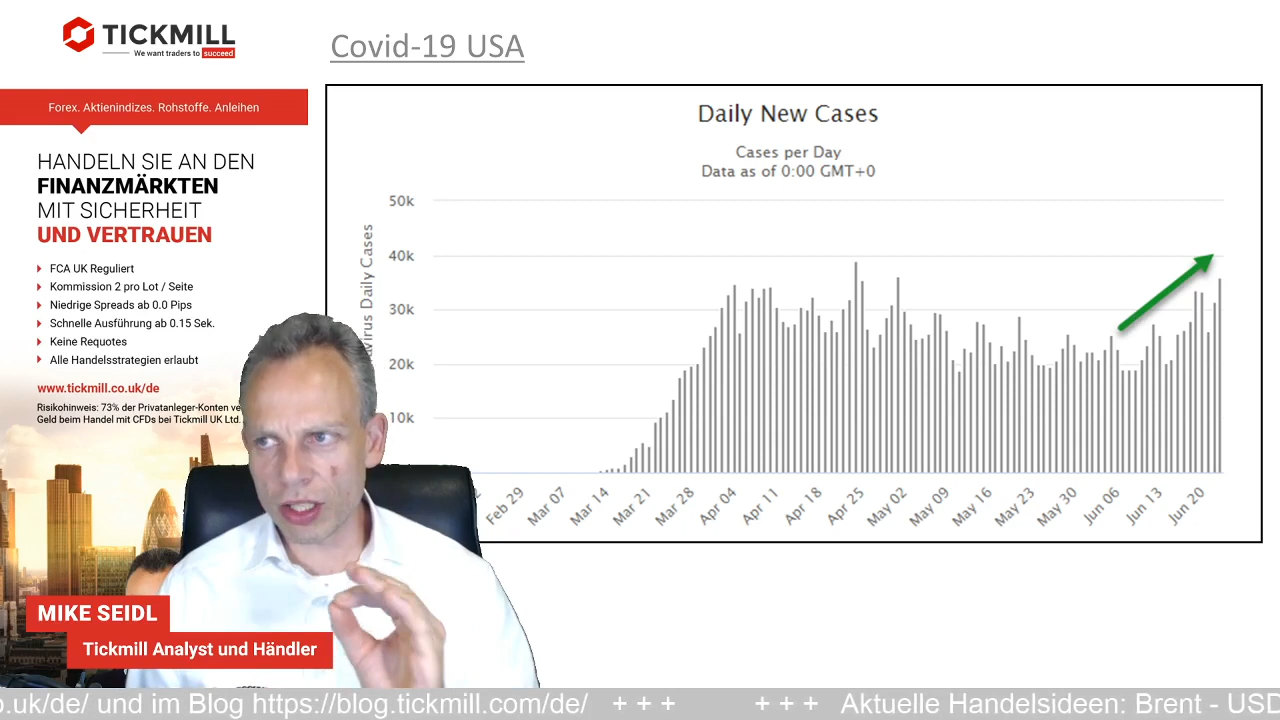 TICKMILL
We want traders to succeed
Covid-19 USA
Forex. Aktienindizes. Rohstoffe. Anleihen
HANDELN SIE AN DEN
FINANZMÄRKTEN
MIT SICHERHEIT
UND VERTRAUEN
FCA UK Reguliert
Kommission 2 pro Lot / Seite
Niedrige Spreads ab 0.0 Pips
Schnelle Ausführung ab 0.15 Sek.
Keine Requotes
Alle Handelsstrategien erlaubt
www.tickmill.co.uk/de
Risikohinweis: 73% der Privatanleger-Konten
Geld beim Handel mit CFDs bei Tickmill UK Ltd.
Daily New Cases
Cases per Day
Data as of 0:00 GMT+0
50k
40k
30k
20k
10k
Daily Cases
Feb 29
Mar 07
Mar 14
Mar 21
Mar 28
Apr 04
Apr 11
Apr 18
Apr 25
May 02
May 09
May 16
May 23
May 30
Jun 06
Jun 13
Jun 20
MIKE SEIDL
Tickmill Analyst und Händler
o.uk/de/ und im Blog https://blog.tickmill.com/de/ + + + + + + Aktuelle Handelsideen: Brent - USD